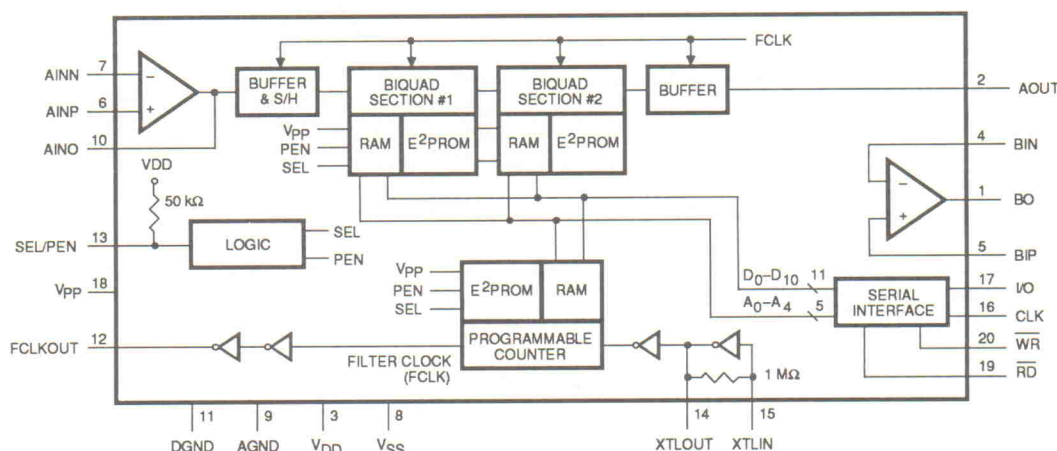 FCLK
AINN 7
− BUFFER & S/H
BIQUAD SECTION #1
BIQUAD SECTION #2
BUFFER
2 AOUT
AINP 6
+
AINO 10
VPP
PEN
SEL
RAM
E²PROM
RAM
E²PROM
4 BIN
−
1 BO
+
5 BIP
VDD
50 kΩ
SEL/PEN 13
LOGIC
SEL
PEN
VPP 18
VPP
PEN
SEL
E²PROM
RAM
PROGRAMMABLE COUNTER
D0–D10 11
A0–A4 5
SERIAL INTERFACE
17 I/O
16 CLK
20 W̅R̅
19 R̅D̅
FCLKOUT 12
FILTER CLOCK (FCLK)
1 MΩ
11 9 3 8 14 15
DGND AGND VDD VSS XTLOUT XTLIN